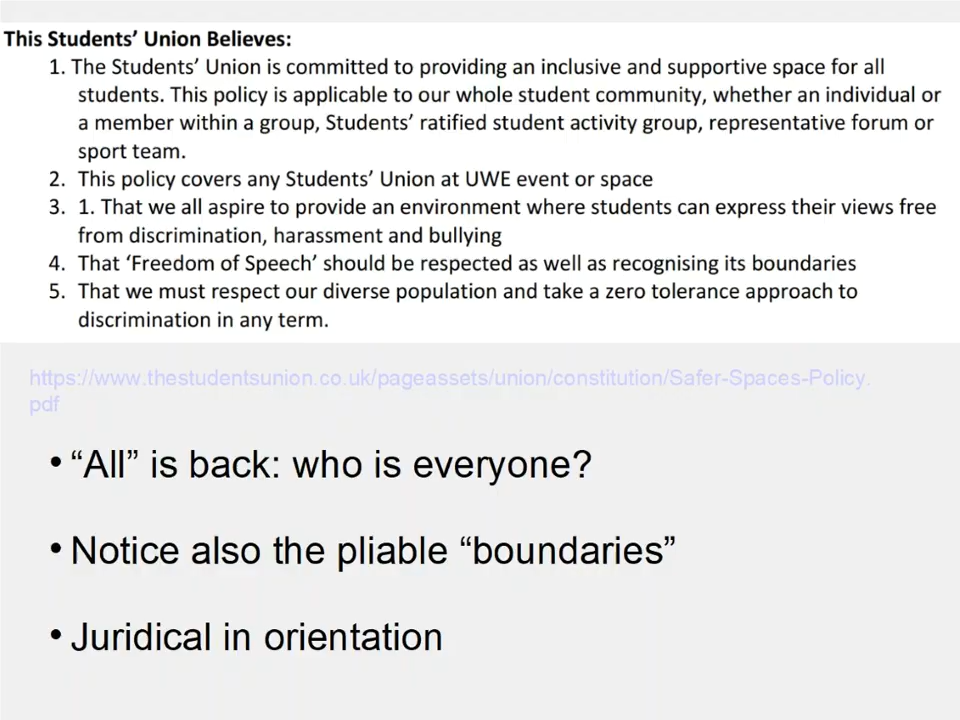 This Students’ Union Believes:
1. The Students’ Union is committed to providing an inclusive and supportive space for all
students. This policy is applicable to our whole student community, whether an individual or
a member within a group, Students’ ratified student activity group, representative forum or
sport team.
2. This policy covers any Students’ Union at UWE event or space
3. 1. That we all aspire to provide an environment where students can express their views free
from discrimination, harassment and bullying
4. That ‘Freedom of Speech’ should be respected as well as recognising its boundaries
5. That we must respect our diverse population and take a zero tolerance approach to
discrimination in any term.
https://www.thestudentsunion.co.uk/pageassets/union/constitution/Safer-Spaces-Policy.
pdf
• “All” is back: who is everyone?
• Notice also the pliable “boundaries”
• Juridical in orientation